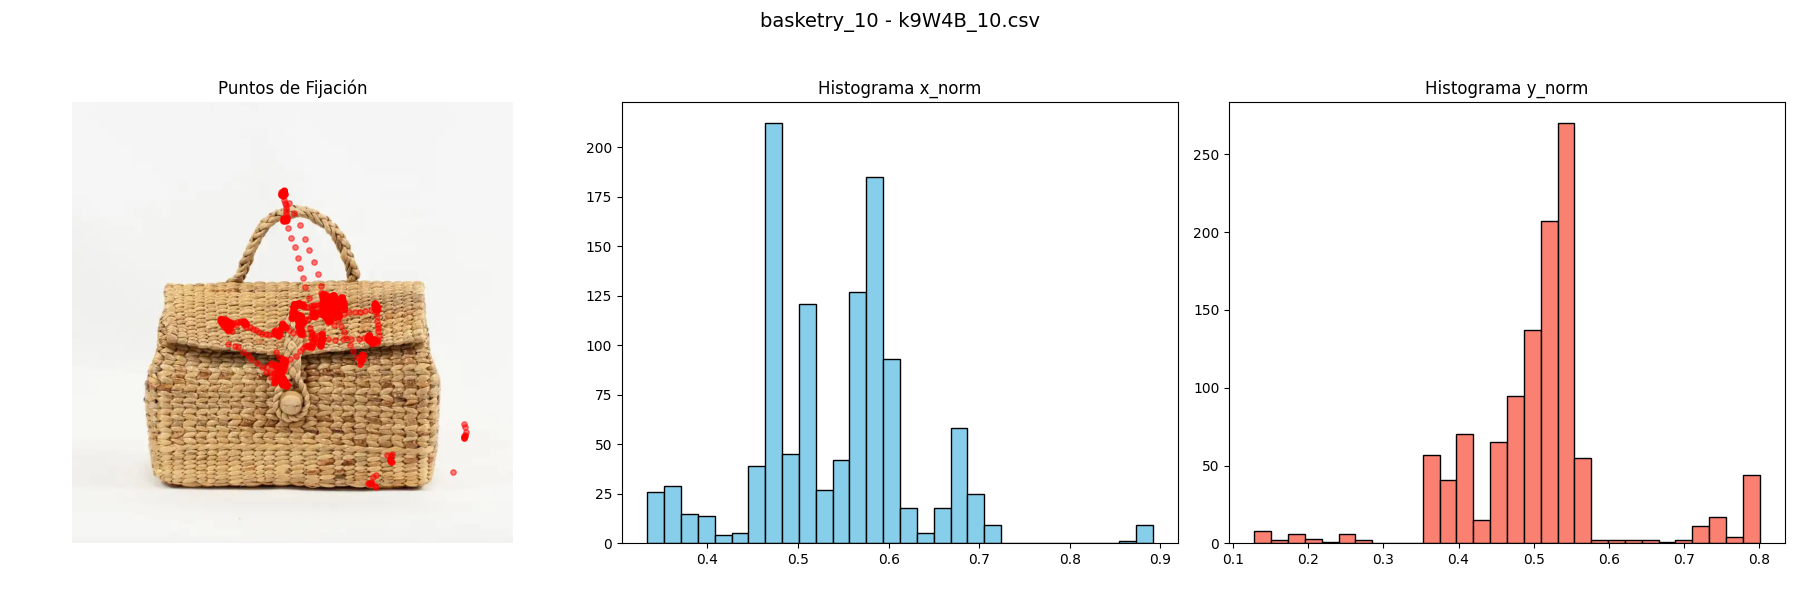 basketry_10 - k9W4B_10.csv
Puntos de Fijación
Histograma x_norm
Histograma y_norm
200
175
150
125
100
75
50
25
0
0.4 0.5 0.6 0.7 0.8 0.9
250
200
150
100
50
0
0.1 0.2 0.3 0.4 0.5 0.6 0.7 0.8